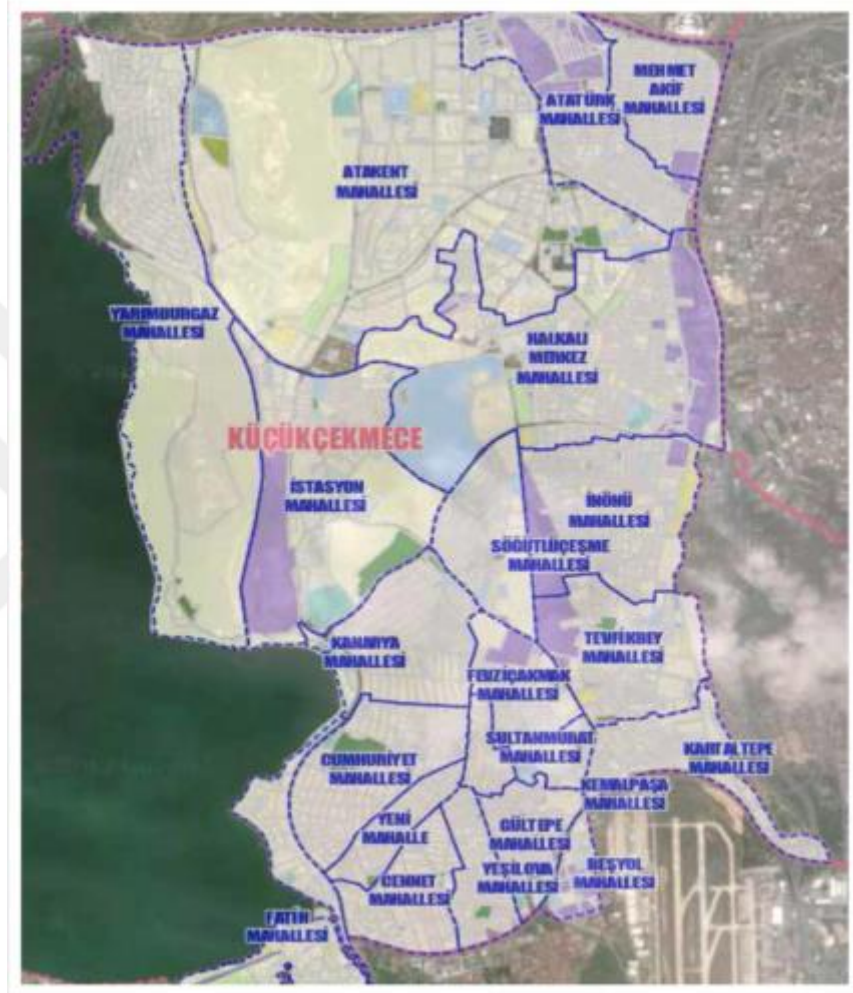 MEHMET
AKİF
MAHALLESİ
ATATÜRK
MAHALLESİ
ATAKENT
MAHALLESİ
YARIMBURGAZ
MAHALLESİ
HALKALI
MERKEZ
MAHALLESİ
KÜÇÜKÇEKMECE
İSTASYON
MAHALLESİ
İNÖNÜ
MAHALLESİ
SÖĞÜTLÜÇEŞME
MAHALLESİ
KANARYA
MAHALLESİ
TEVFİKBEY
MAHALLESİ
FEVZİÇAKMAK
MAHALLESİ
SULTANMURAT
MAHALLESİ
KARTALTEPE
MAHALLESİ
CUMHURİYET
MAHALLESİ
KEMALPAŞA
MAHALLESİ
YENİ
MAHALLE
GÜLTEPE
MAHALLESİ
CENNET
MAHALLESİ
YEŞİLOVA
MAHALLESİ
BEŞYOL
MAHALLESİ
FATİH
MAHALLESİ